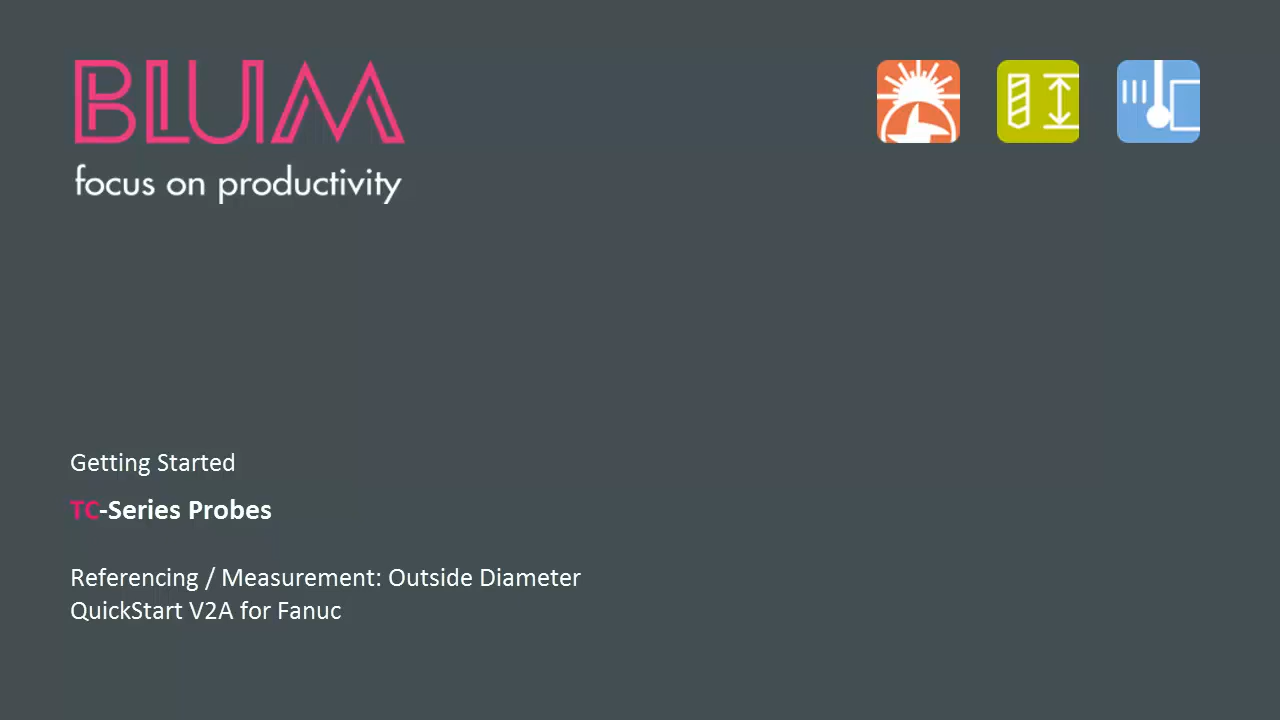 BLUM
focus on productivity
Getting Started
TC-Series Probes
Referencing / Measurement: Outside Diameter
QuickStart V2A for Fanuc